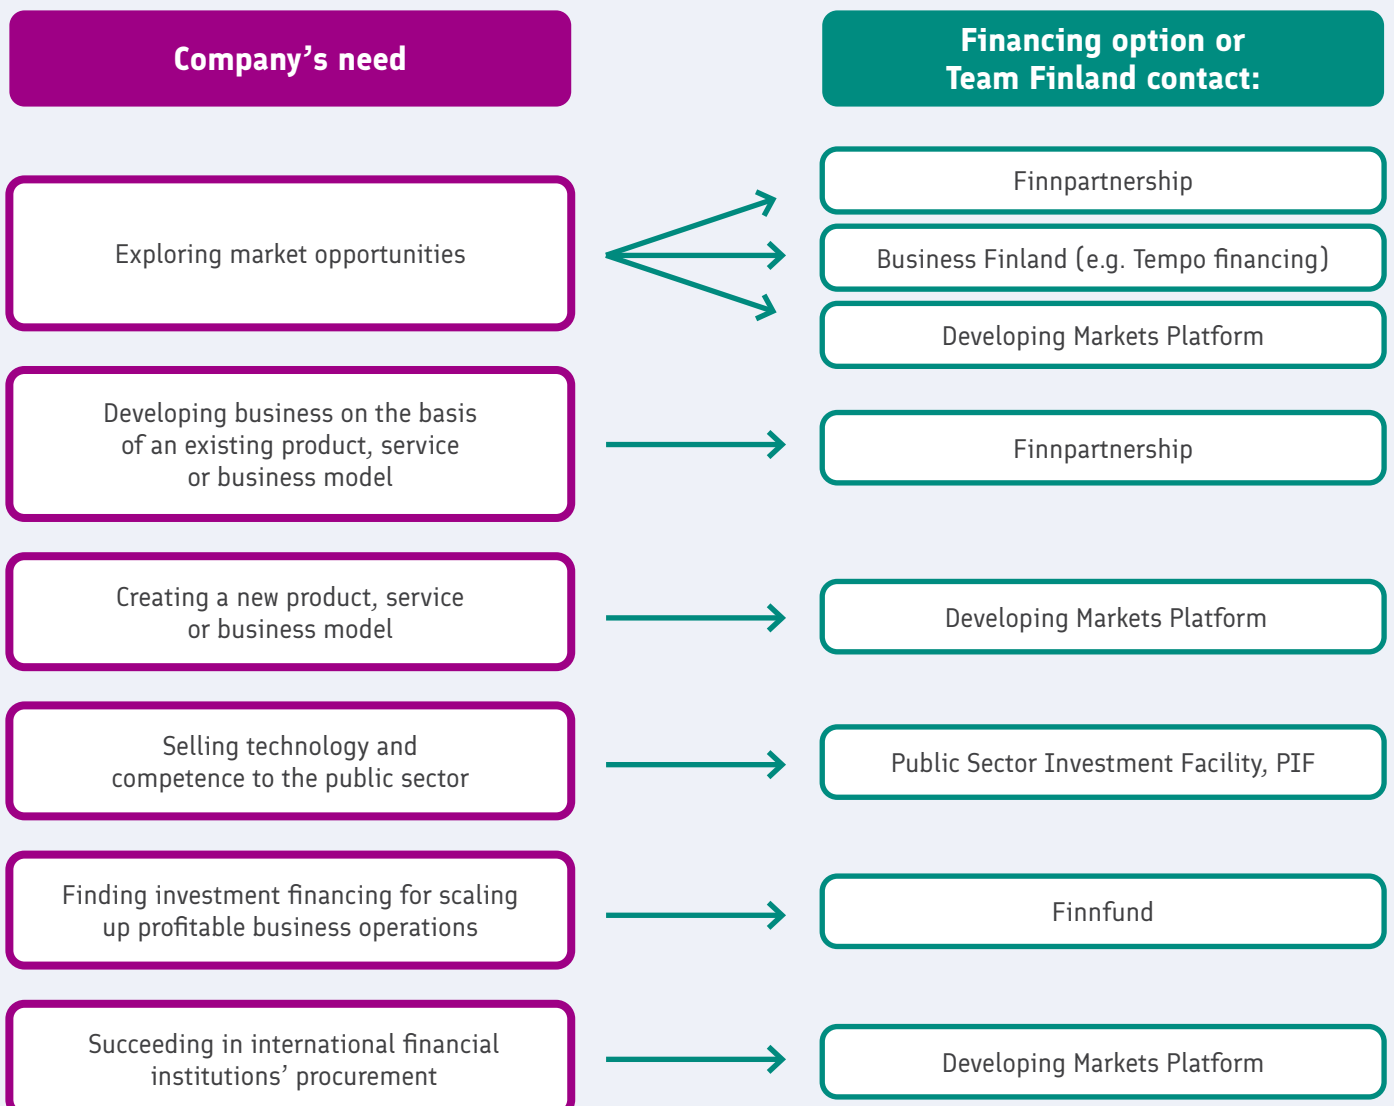 Company’s need
Financing option or
Team Finland contact:
Exploring market opportunities
Finnpartnership
Business Finland (e.g. Tempo financing)
Developing Markets Platform
Developing business on the basis
of an existing product, service
or business model
Finnpartnership
Creating a new product, service
or business model
Developing Markets Platform
Selling technology and
competence to the public sector
Public Sector Investment Facility, PIF
Finding investment financing for scaling
up profitable business operations
Finnfund
Succeeding in international financial
institutions’ procurement
Developing Markets Platform